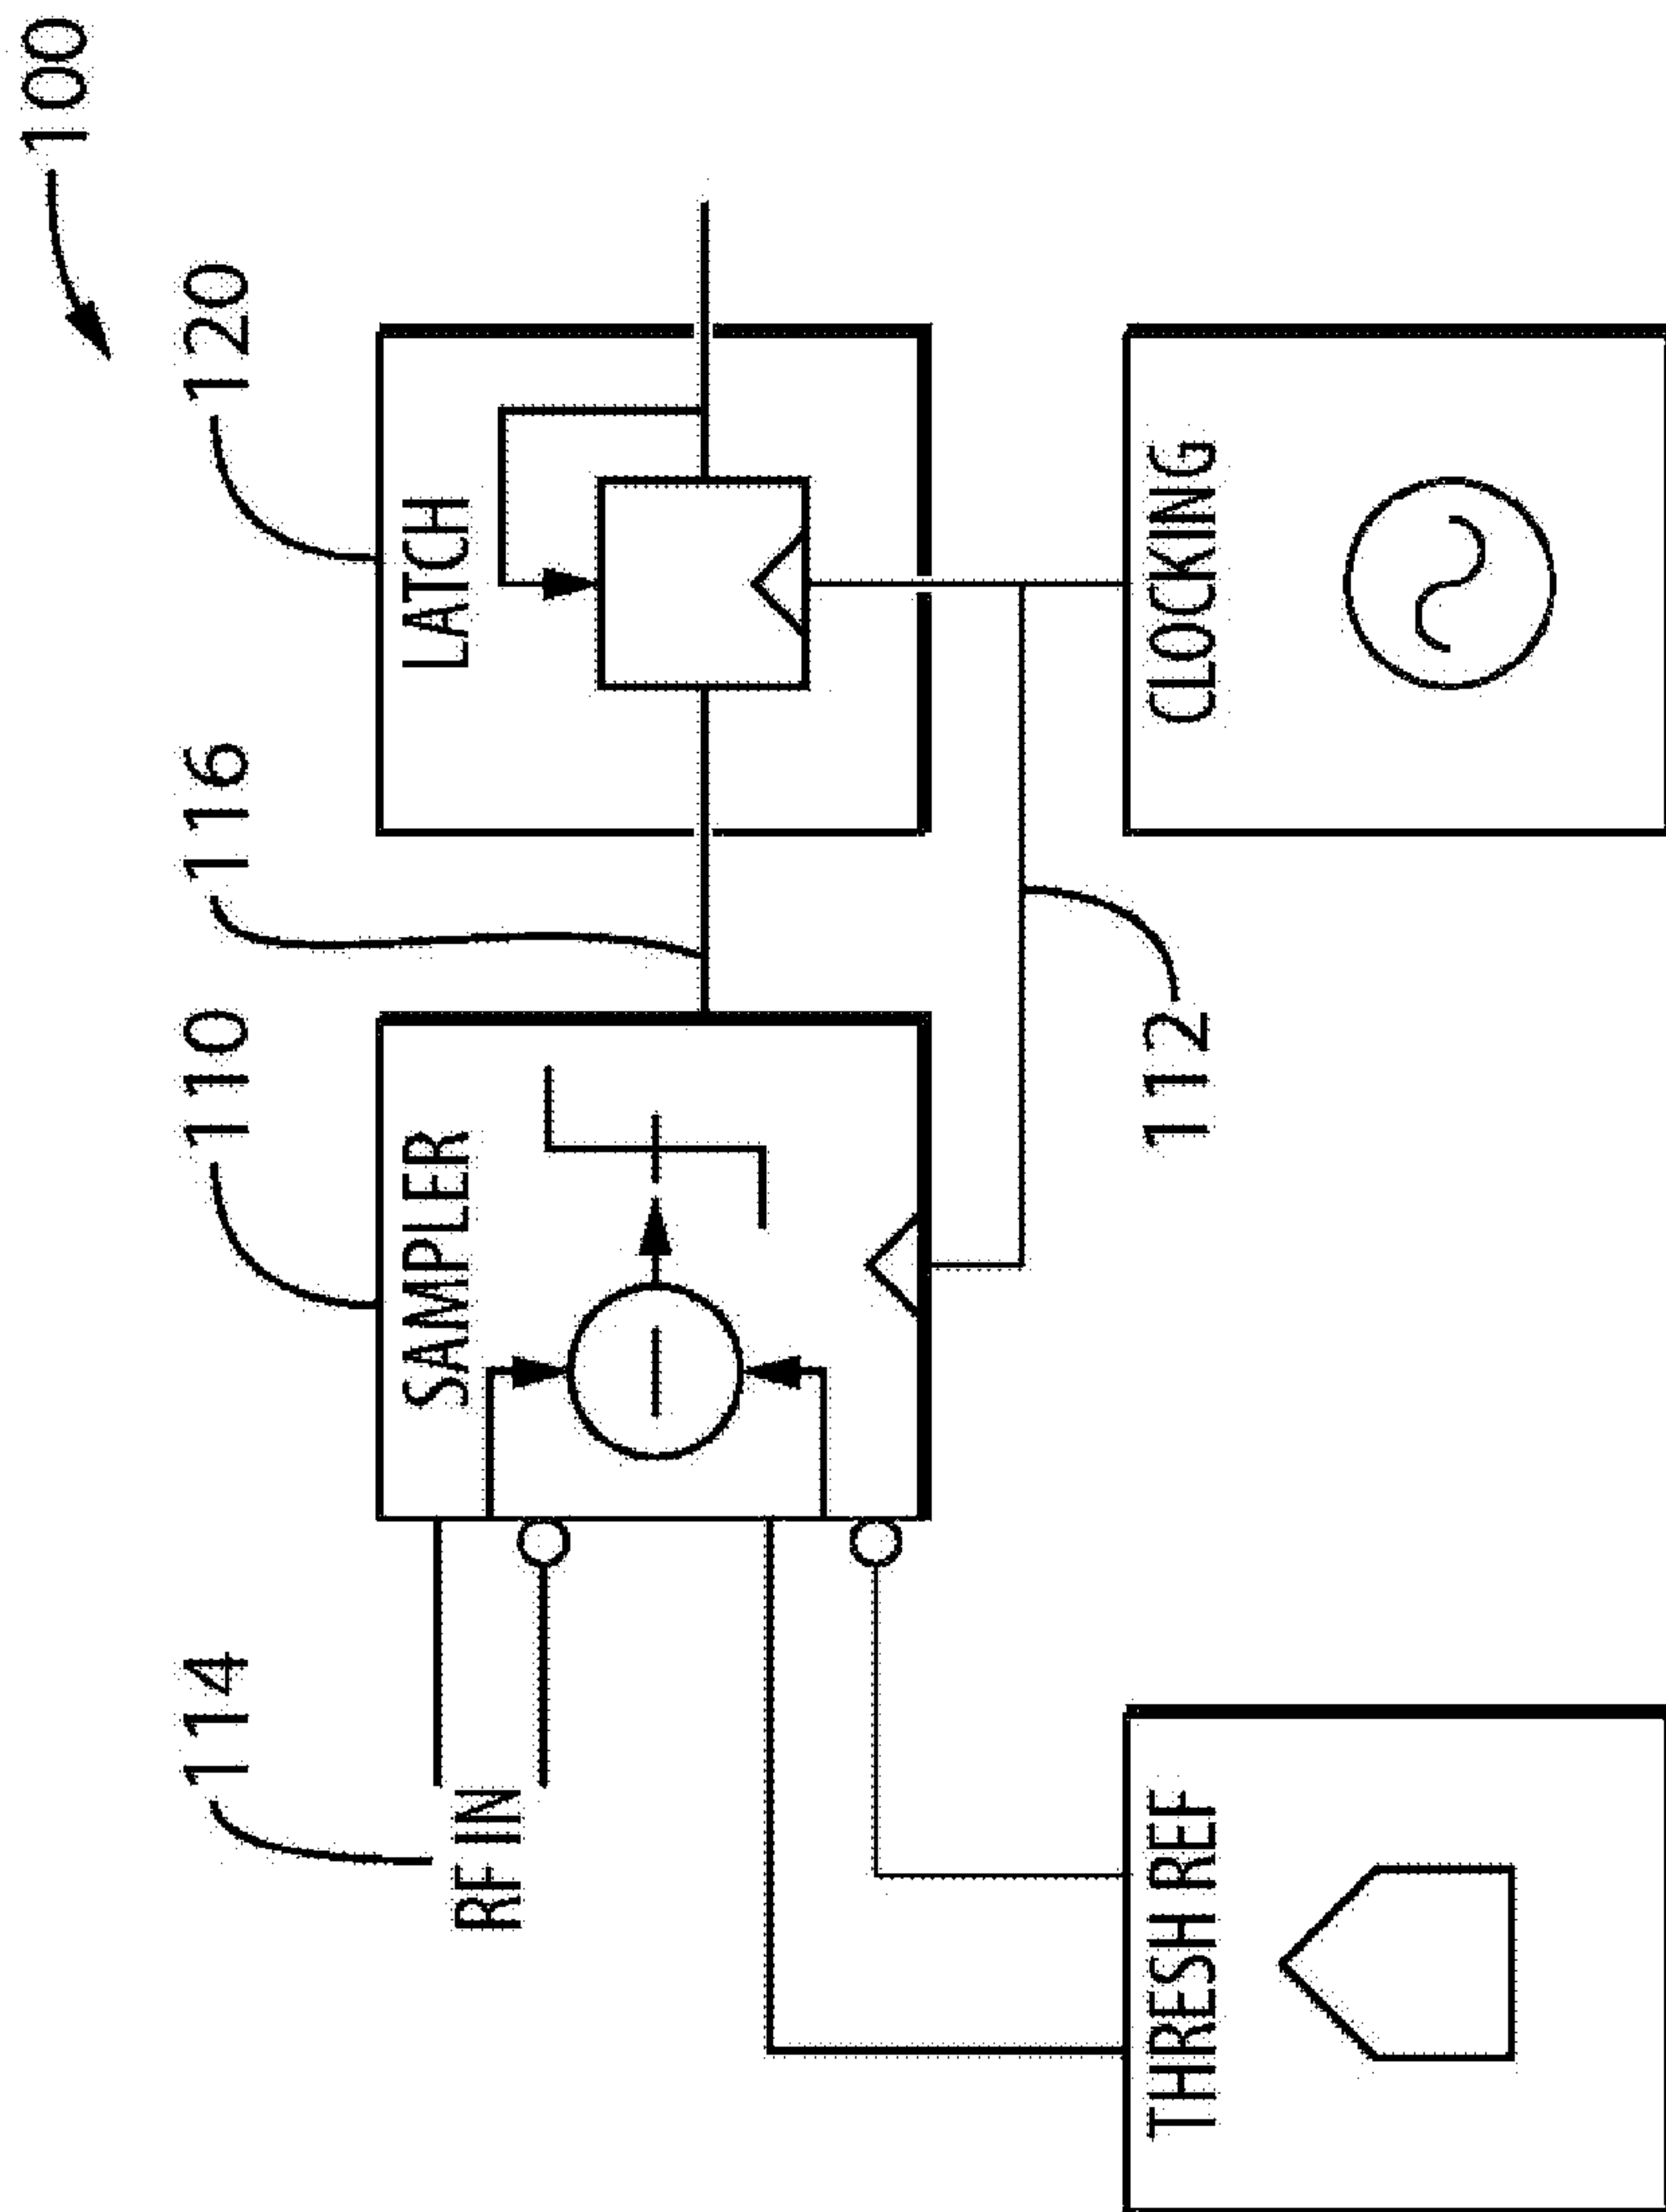 100
114
110
116
120
RF IN
SAMPLER
LATCH
112
THRESH REF
CLOCKING